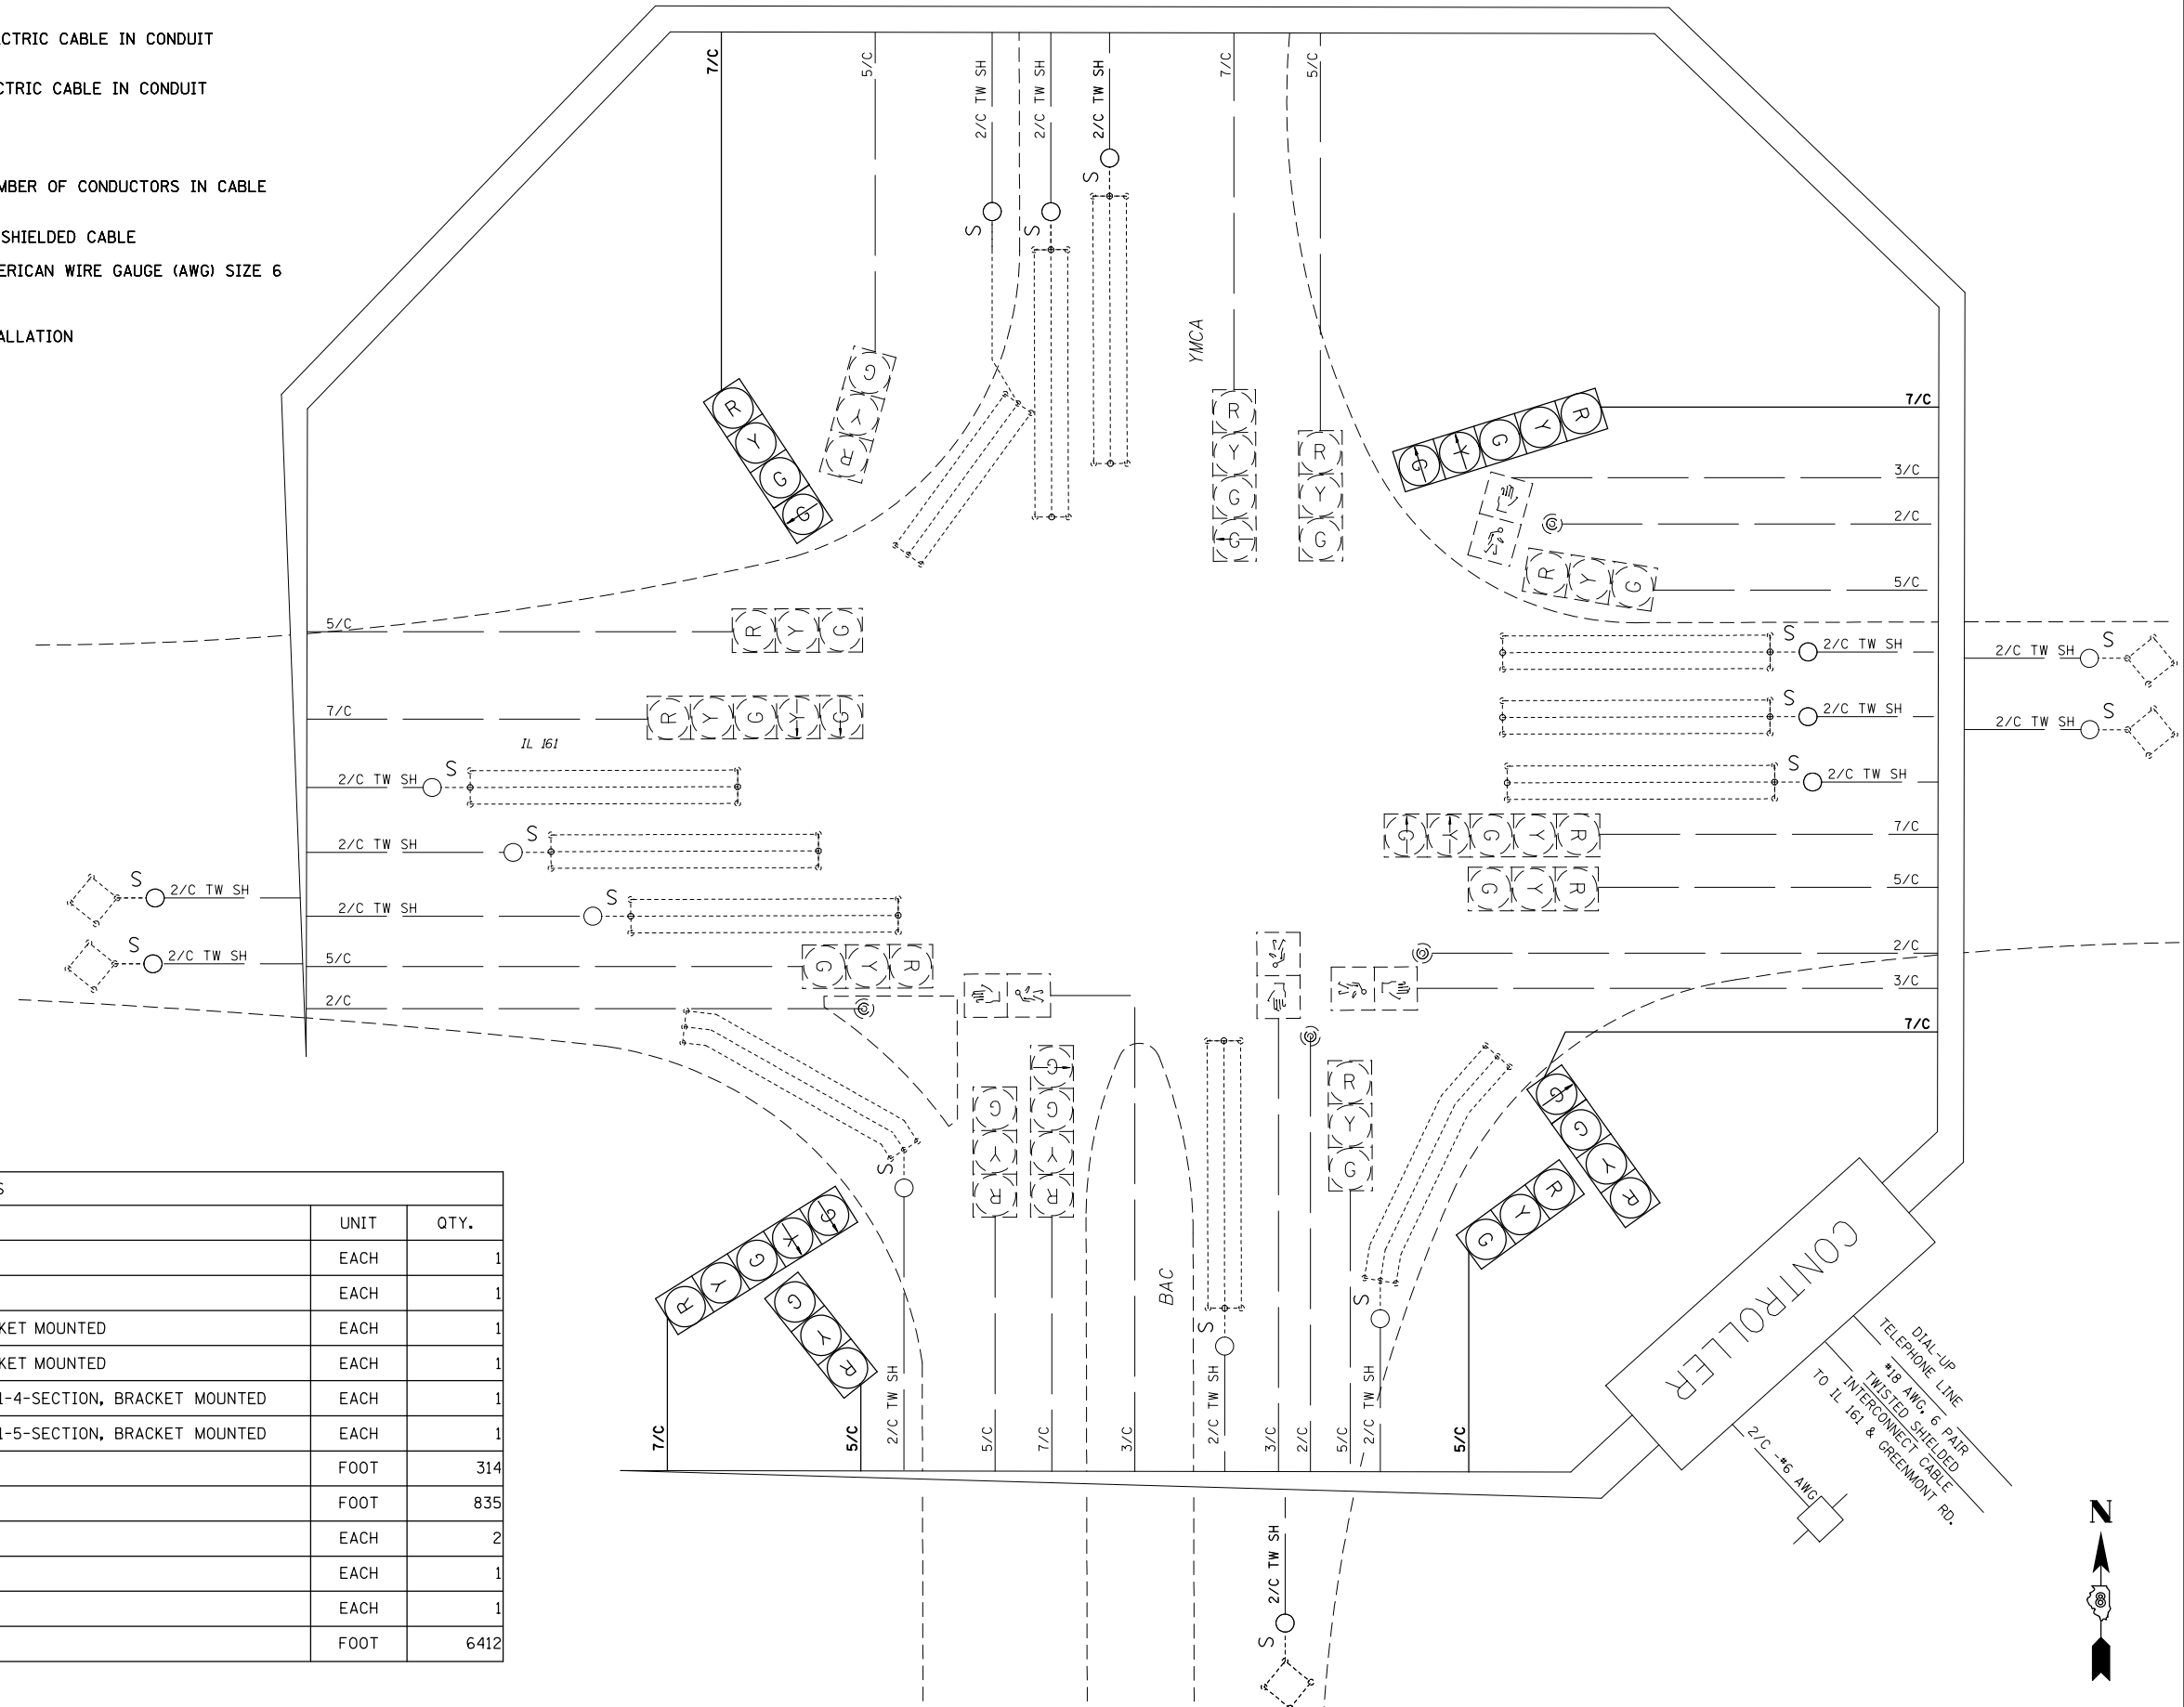 ECTRIC CABLE IN CONDUIT
CTRIC CABLE IN CONDUIT
MBER OF CONDUCTORS IN CABLE
SHIELDED CABLE
ERICAN WIRE GAUGE (AWG) SIZE 6
ALLATION
7/C
5/C
2/C TW SH
2/C TW SH
2/C TW SH
7/C
5/C
S
S
S
YMCA
R Y G G
R Y G
R Y G G
R Y G
R Y G Y G
7/C
3/C
2/C
R Y G
5/C
5/C
R Y G
7/C
R Y G Y G
IL 161
S 2/C TW SH
S 2/C TW SH
S 2/C TW SH
2/C TW SH S
2/C TW SH S
2/C TW SH S
2/C TW SH S
2/C TW SH S
S 2/C TW SH
S 2/C TW SH
G Y G Y R
7/C
G Y R
5/C
5/C
G Y R
2/C
2/C
3/C
7/C
G G Y R
G Y R
G Y R
G G Y R
R Y G
R Y G
S
R Y G Y G
G Y R
BAC
S
S
7/C
5/C
2/C TW SH
5/C
7/C
3/C
2/C TW SH
3/C
2/C
5/C
2/C TW SH
5/C
2/C TW SH
S
CONTROLLER
DIAL-UP
TELEPHONE LINE
#18 AWG, 6 PAIR
TWISTED SHIELDED
INTERCONNECT CABLE
TO IL 161 & GREENMONT RD.
2/C -#6 AWG
N
8
S
UNIT QTY.
EACH 1
EACH 1
KET MOUNTED EACH 1
KET MOUNTED EACH 1
1-4-SECTION, BRACKET MOUNTED EACH 1
1-5-SECTION, BRACKET MOUNTED EACH 1
FOOT 314
FOOT 835
EACH 2
EACH 1
EACH 1
FOOT 6412